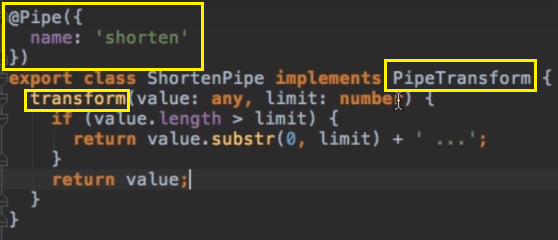 @Pipe({
  name: 'shorten'
})
export class ShortenPipe implements PipeTransform {
  transform(value: any, limit: number) {
    if (value.length > limit) {
      return value.substr(0, limit) + ' ...';
    }
    return value;
  }
}